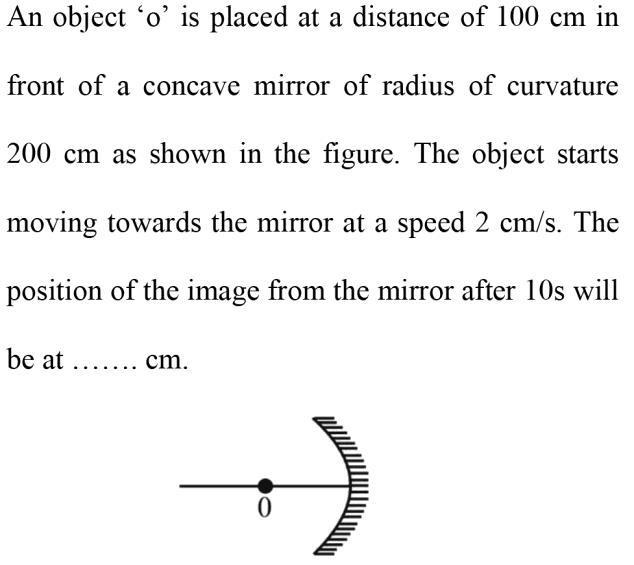 An object ‘o’ is placed at a distance of 100 cm in
front of a concave mirror of radius of curvature
200 cm as shown in the figure. The object starts
moving towards the mirror at a speed 2 cm/s. The
position of the image from the mirror after 10s will
be at ……. cm.
0